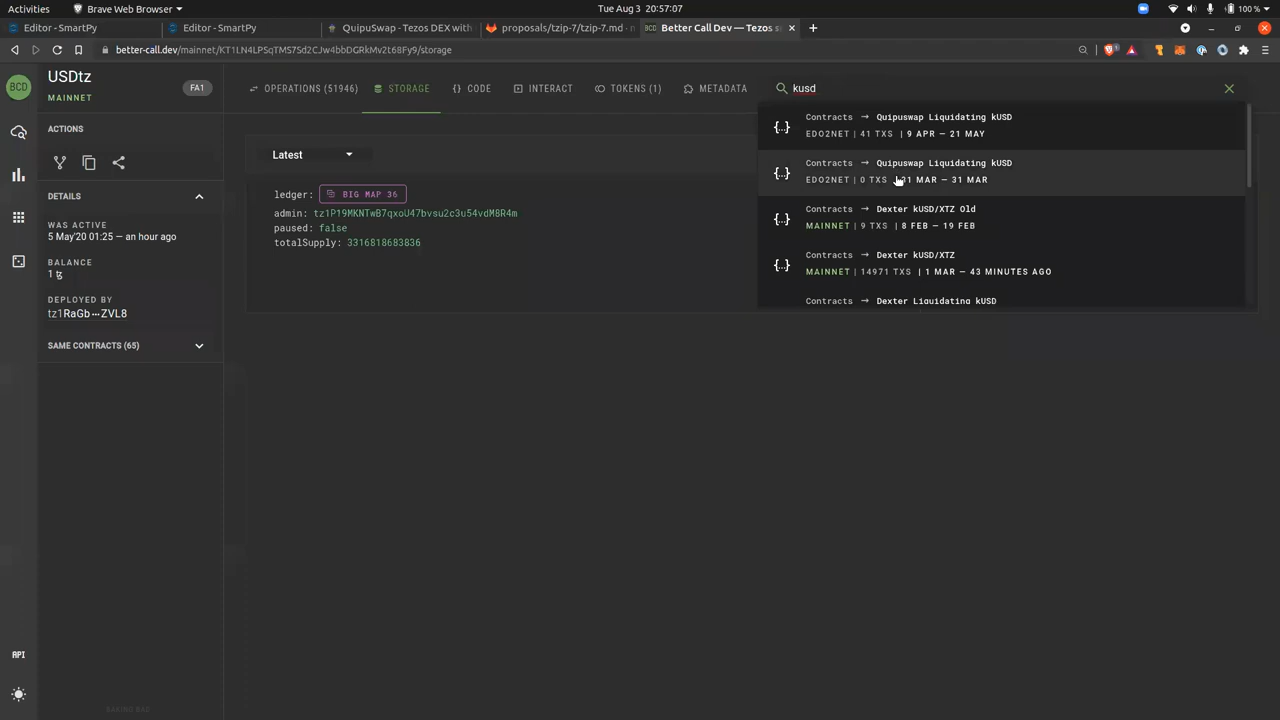 Activities
Brave Web Browser
Tue Aug 3 20:57:07
100 %
Editor - SmartPy
Editor - SmartPy
QuipuSwap - Tezos DEX with
proposals/tzip-7/tzip-7.md · r
Better Call Dev — Tezos s
better-call.dev/mainnet/KT1LN4LPSqTMS7Sd2CJw4bbDGRkMv2t68Fy9/storage
BCD
USDtz
MAINNET
FA1
OPERATIONS (51946)
STORAGE
CODE
INTERACT
TOKENS (1)
METADATA
kusd
ACTIONS
DETAILS
WAS ACTIVE
5 May'20 01:25 — an hour ago
BALANCE
1 ꜩ
DEPLOYED BY
tz1RaGb···ZVL8
SAME CONTRACTS (65)
Latest
ledger: BIG MAP 36
admin: tz1P19MKNTwB7qxoU47bvsu2c3u54vdM8R4m
paused: false
totalSupply: 3316818683836
Contracts → Quipuswap Liquidating kUSD
EDO2NET | 41 TXS | 9 APR — 21 MAY
Contracts → Quipuswap Liquidating kUSD
EDO2NET | 0 TXS | 31 MAR — 31 MAR
Contracts → Dexter kUSD/XTZ Old
MAINNET | 9 TXS | 8 FEB — 19 FEB
Contracts → Dexter kUSD/XTZ
MAINNET | 14971 TXS | 1 MAR — 43 MINUTES AGO
Contracts → Dexter Liquidating kUSD
API
BAKING BAD